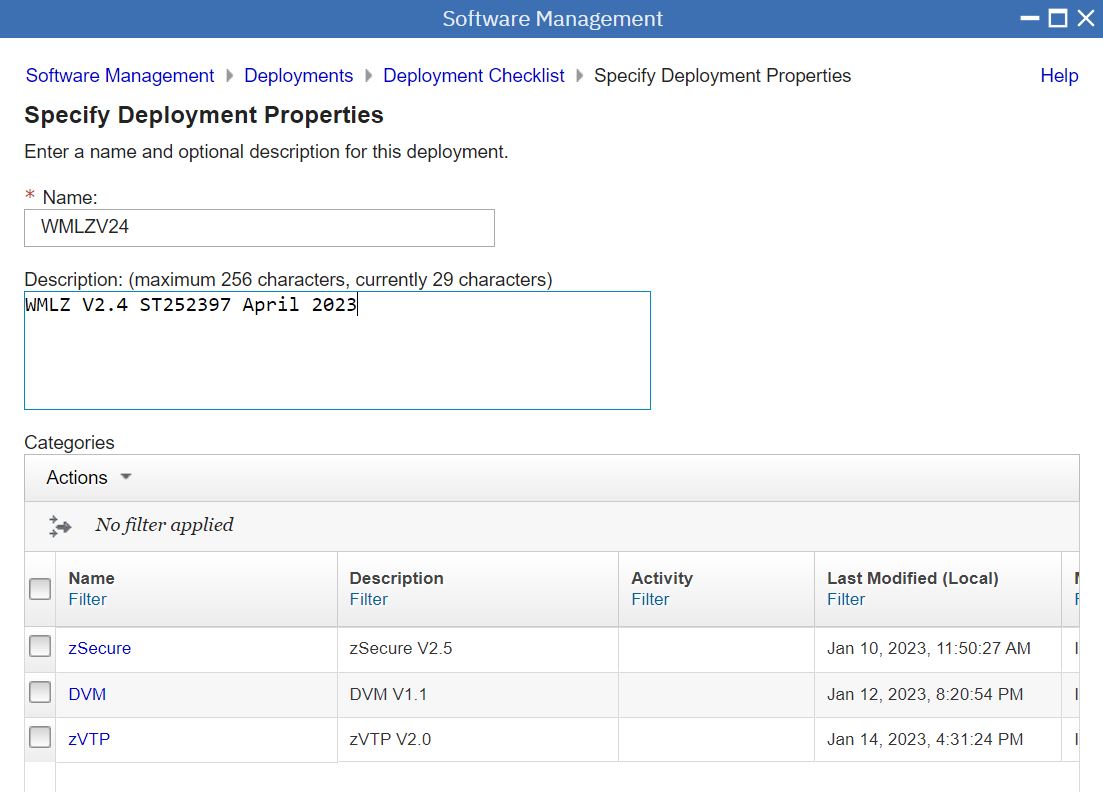 Software Management
Software Management Deployments Deployment Checklist Specify Deployment Properties Help
Specify Deployment Properties
Enter a name and optional description for this deployment.
* Name:
WMLZV24
Description: (maximum 256 characters, currently 29 characters)
WMLZ V2.4 ST252397 April 2023
Categories
Actions
No filter applied
Name Description Activity Last Modified (Local)
Filter Filter Filter Filter
zSecure zSecure V2.5 Jan 10, 2023, 11:50:27 AM
DVM DVM V1.1 Jan 12, 2023, 8:20:54 PM
zVTP zVTP V2.0 Jan 14, 2023, 4:31:24 PM